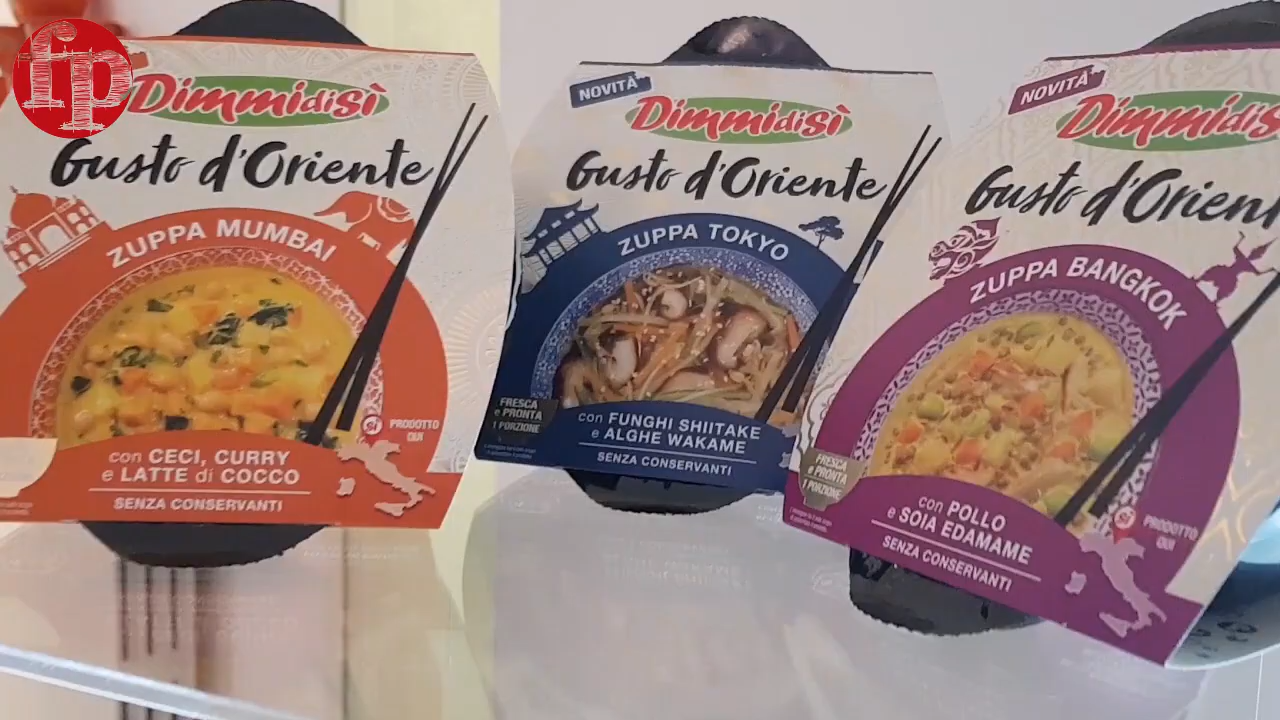 fp
Dimmidisì
Gusto d'Oriente
ZUPPA MUMBAI
PRODOTTO
QUI
con CECI, CURRY
e LATTE di COCCO
SENZA CONSERVANTI
NOVITÀ
Dimmidisì
Gusto d'Oriente
ZUPPA TOKYO
FRESCA
e PRONTA
1 PORZIONE
con FUNGHI SHIITAKE
e ALGHE WAKAME
SENZA CONSERVANTI
NOVITÀ
Dimmidis
Gusto d'Orient
ZUPPA BANGKOK
FRESCA
e PRONTA
1 PORZIONE
con POLLO
e SOIA EDAMAME
SENZA CONSERVANTI
SÌ
PRODOTTO
QUI